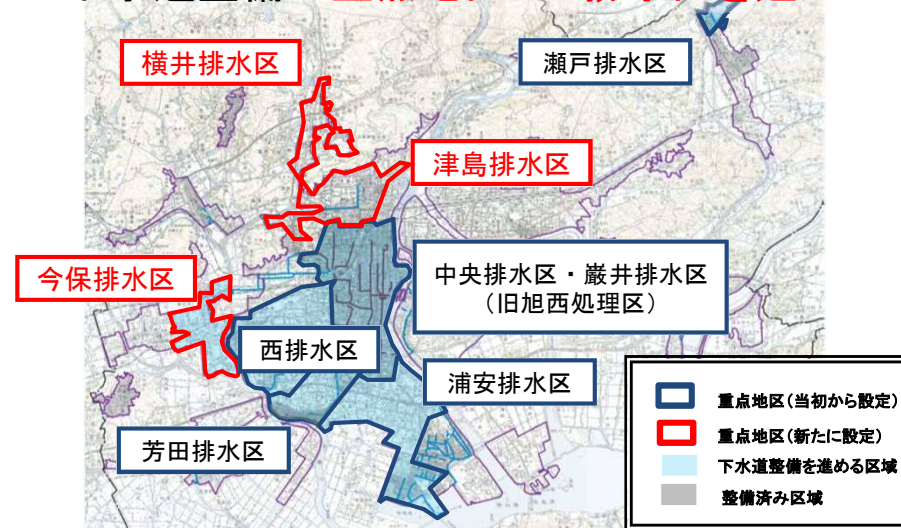 横井排水区
瀬戸排水区
津島排水区
今保排水区
中央排水区・巌井排水区
(旧旭西処理区)
西排水区
浦安排水区
芳田排水区
重点地区(当初から設定)
重点地区(新たに設定)
下水道整備を進める区域
整備済み区域